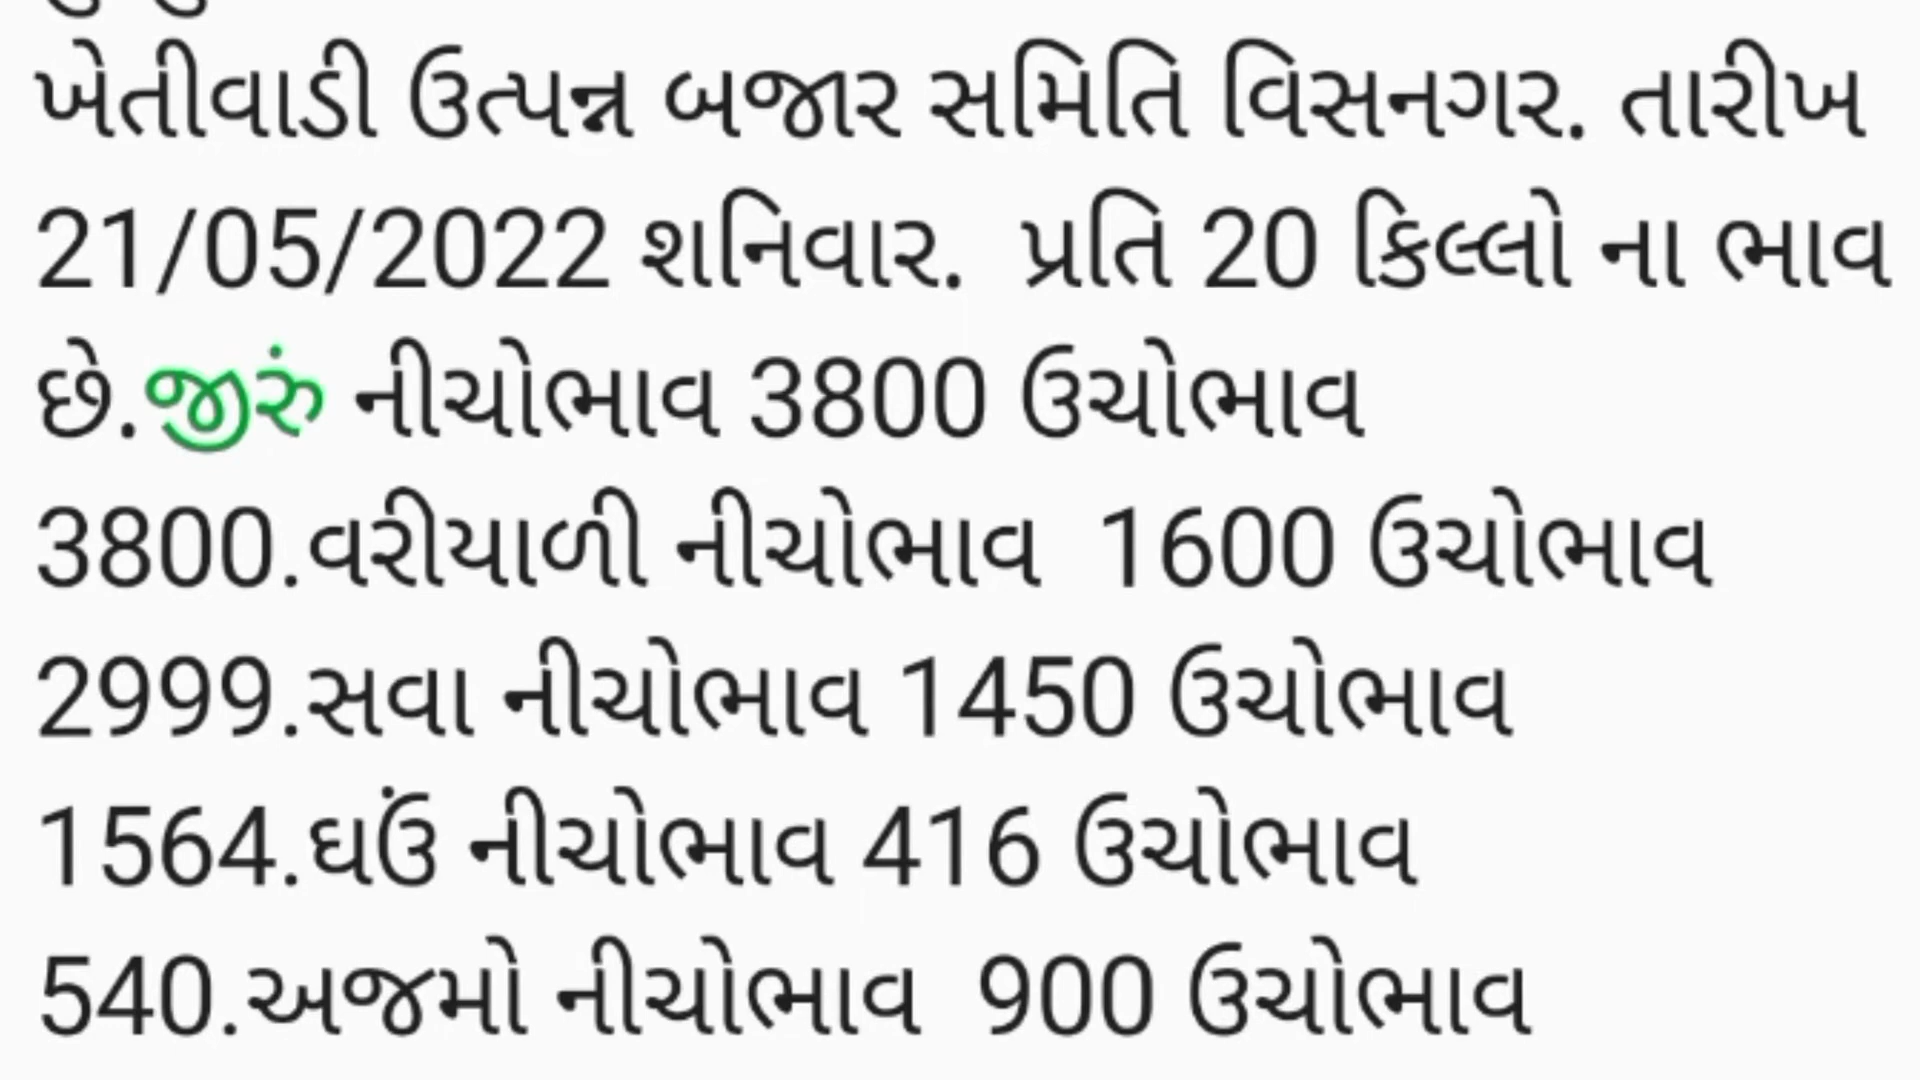 ખેતીવાડી ઉત્પન્ન બજાર સમિતિ વિસનગર. તારીખ
21/05/2022 શનિવાર.  પ્રતિ 20 કિલ્લો ના ભાવ
છે.જીરું નીચોભાવ 3800 ઉચોભાવ
3800.વરીયાળી નીચોભાવ  1600 ઉચોભાવ
2999.સવા નીચોભાવ 1450 ઉચોભાવ
1564.ઘઉં નીચોભાવ 416 ઉચોભાવ
540.અજમો નીચોભાવ  900 ઉચોભાવ